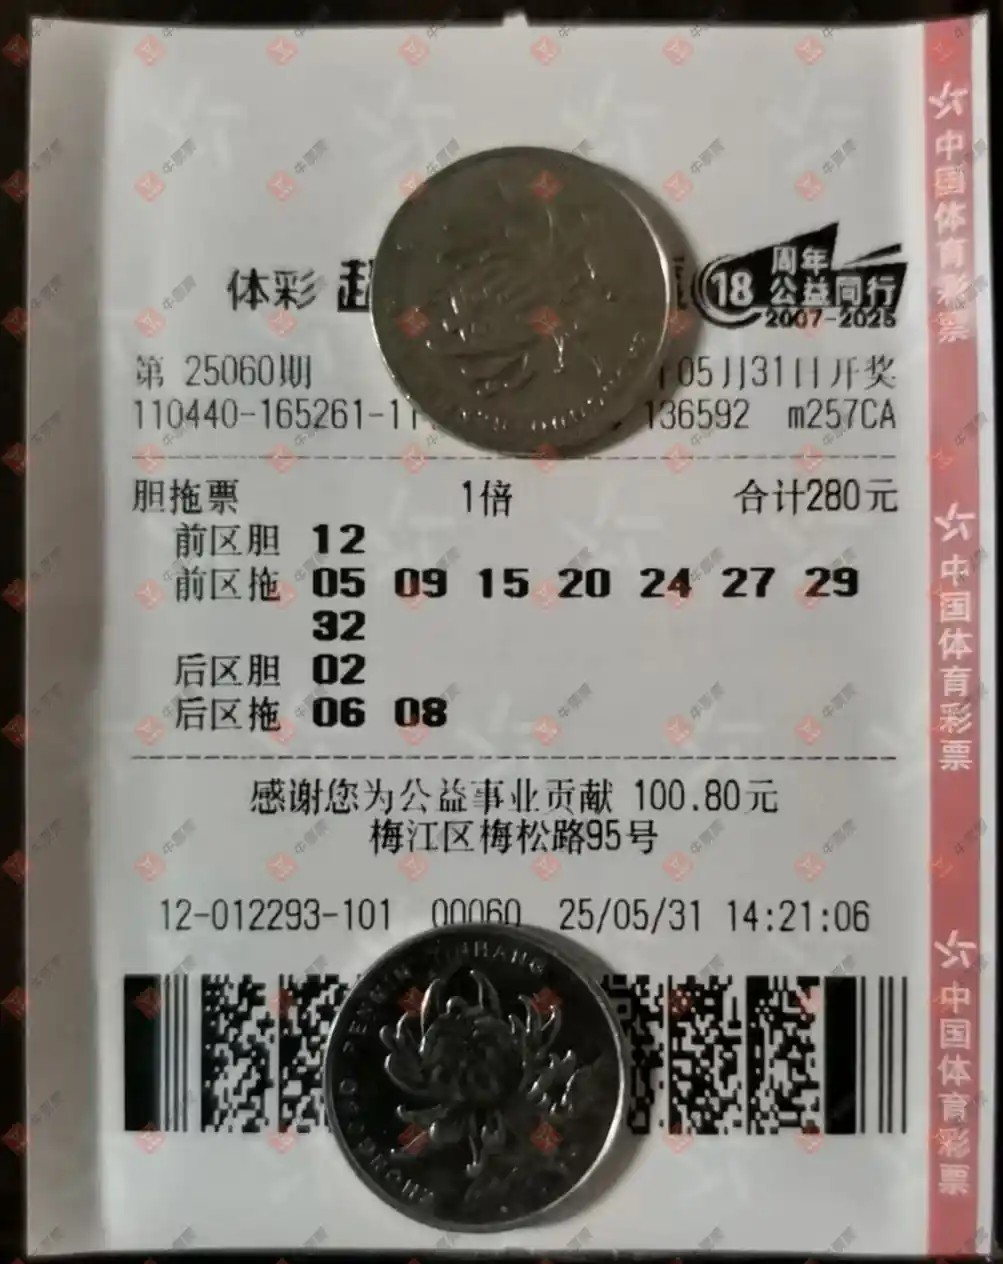 体彩 超
18 周年
公益同行
2007-2025
第 25060期
05月31日开奖
110440-165261-11
136592 m257CA
胆拖票 1倍 合计280元
前区胆 12
前区拖 05 09 15 20 24 27 29
32
后区胆 02
后区拖 06 08
感谢您为公益事业贡献 100.80元
梅江区梅松路95号
12-012293-101 00060 25/05/31 14:21:06
中国体育彩票
中国体育彩票
中国体育彩票
牛票票